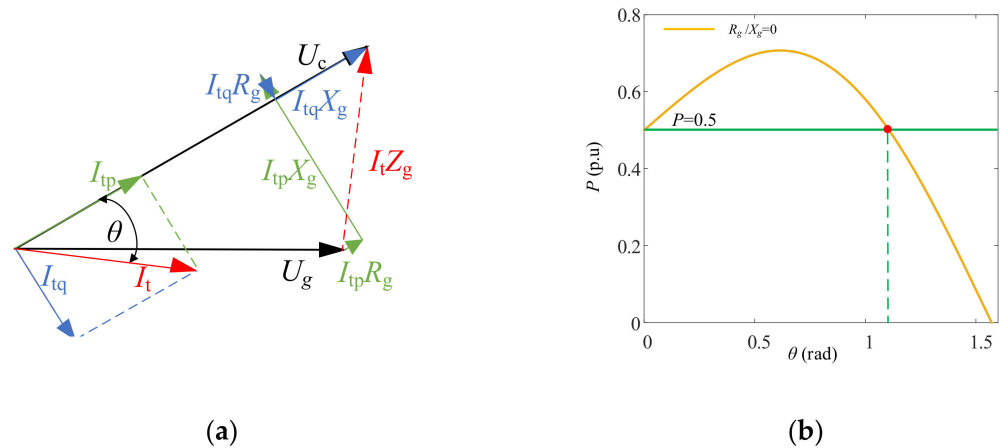 U_c
I_tqR_g
I_tqX_g
I_tp
I_tpX_g
I_tZ_g
θ
U_g
I_tq
I_t
I_tpR_g
(a)
0.8
R_g/X_g=0
0.6
P=0.5
P (p.u)
0.4
0.2
0
0 0.5 1 1.5
θ (rad)
(b)